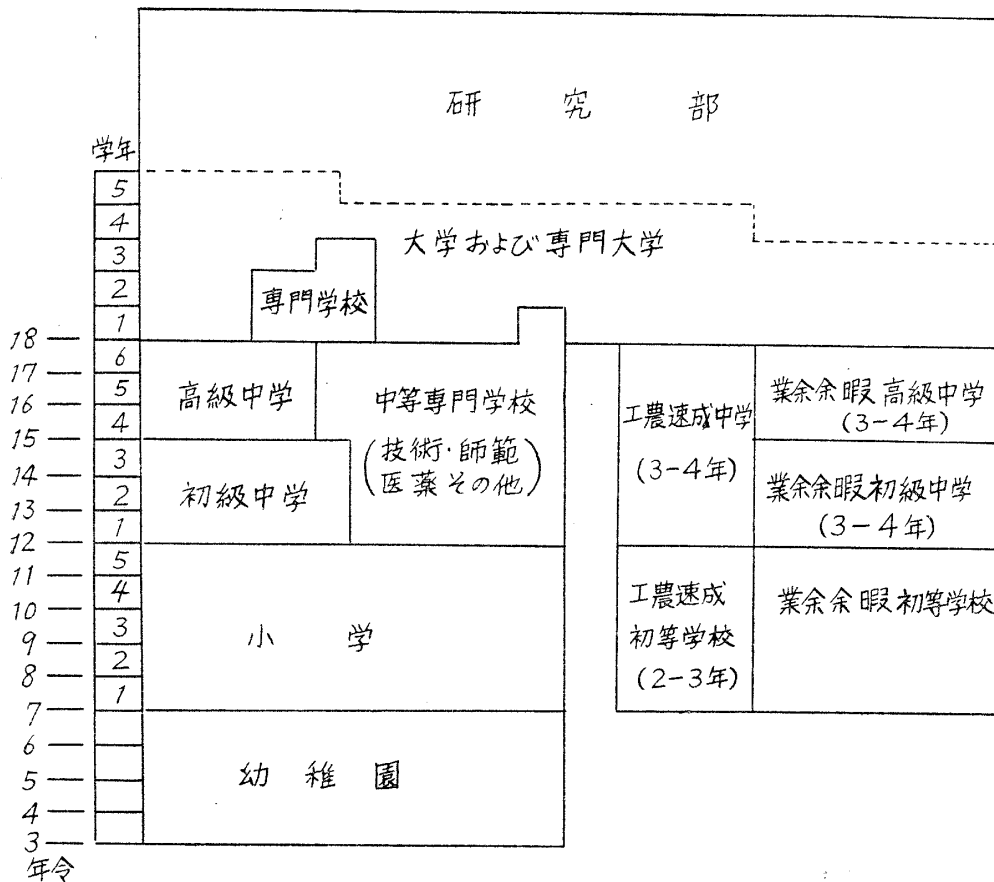 研究部
学年
5
4
3
2
1
大学および専門大学
専門学校
18
17
16
15
14
13
12
11
10
9
8
7
6
5
4
3
年令
6
5
4
3
2
1
5
4
3
2
1
高級中学
中等専門学校
(技術・師範
医薬その他)
初級中学
工農速成中学
(3-4年)
業余余暇高級中学
(3-4年)
業余余暇初級中学
(3-4年)
小学
工農速成
初等学校
(2-3年)
業余余暇初等学校
幼稚園